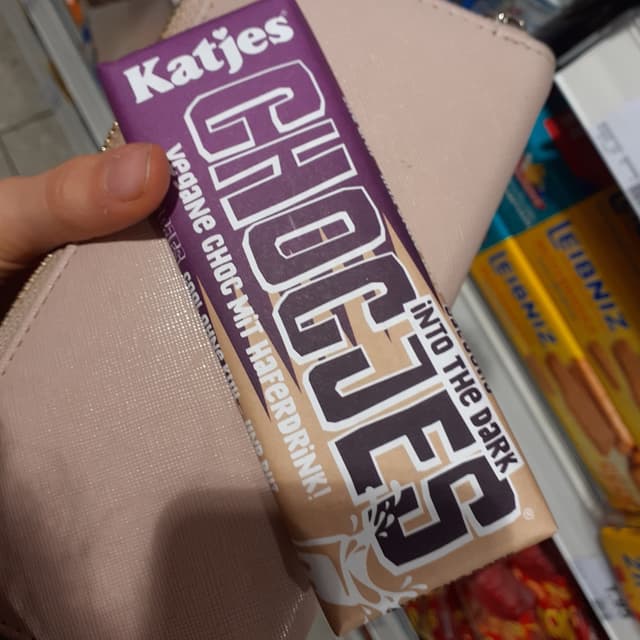 Katjes
CHOCJES®
iNTO THE DARK
VEGANE CHOC MiT HAFERDRiNK!
LEiBNiZ
LEiBNiZ